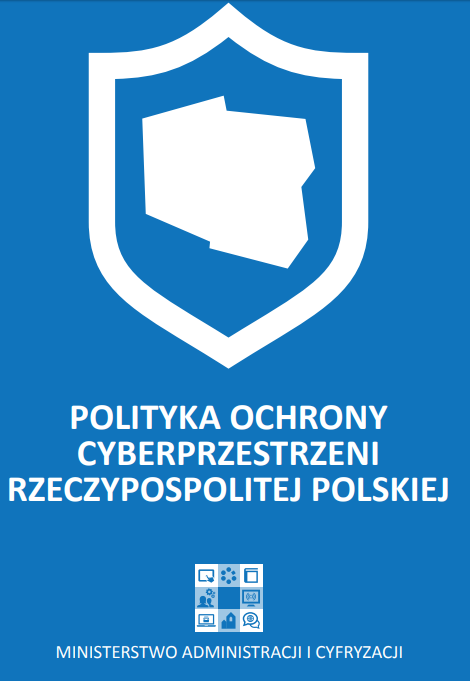 POLITYKA OCHRONY
CYBERPRZESTRZENI
RZECZYPOSPOLITEJ POLSKIEJ
MINISTERSTWO ADMINISTRACJI I CYFRYZACJI